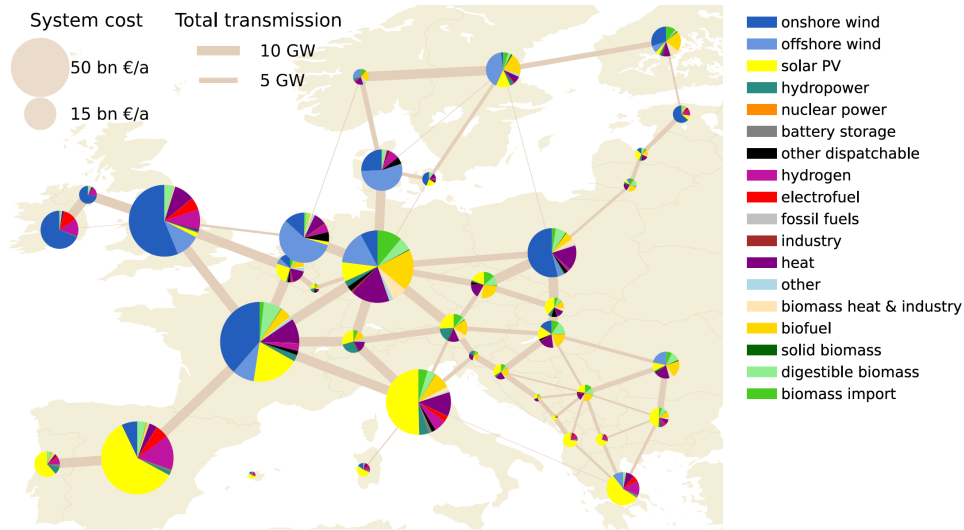 System cost
50 bn €/a
15 bn €/a
Total transmission
10 GW
5 GW
onshore wind
offshore wind
solar PV
hydropower
nuclear power
battery storage
other dispatchable
hydrogen
electrofuel
fossil fuels
industry
heat
other
biomass heat & industry
biofuel
solid biomass
digestible biomass
biomass import